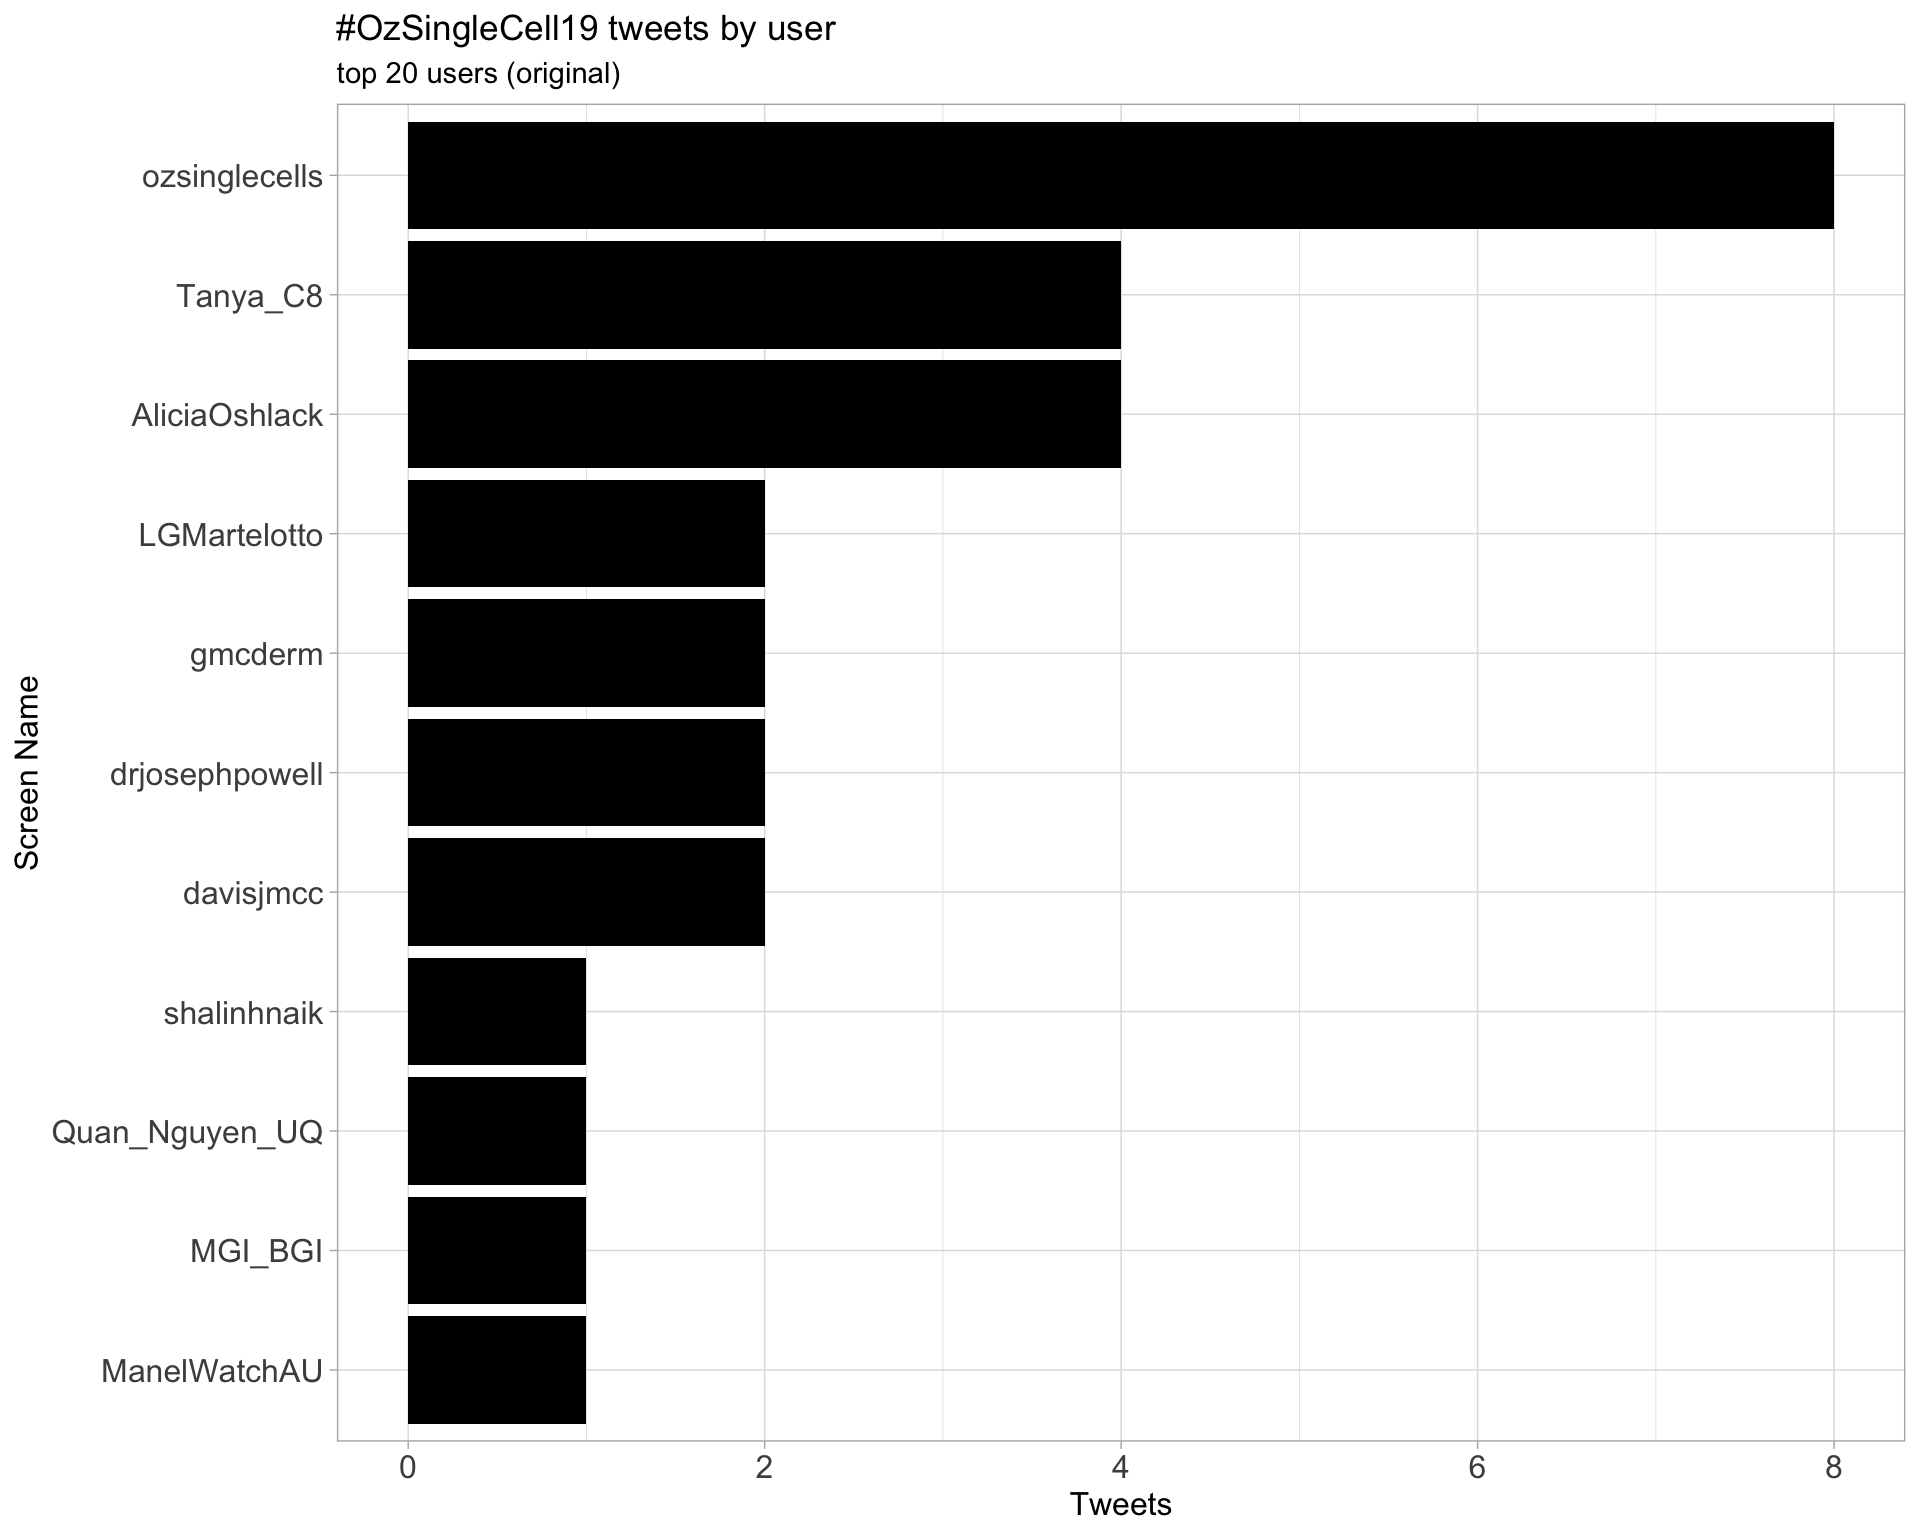 #OzSingleCell19 tweets by user
top 20 users (original)
Screen Name
ozsinglecells
Tanya_C8
AliciaOshlack
LGMartelotto
gmcderm
drjosephpowell
davisjmcc
shalinhnaik
Quan_Nguyen_UQ
MGI_BGI
ManelWatchAU
0 2 4 6 8
Tweets